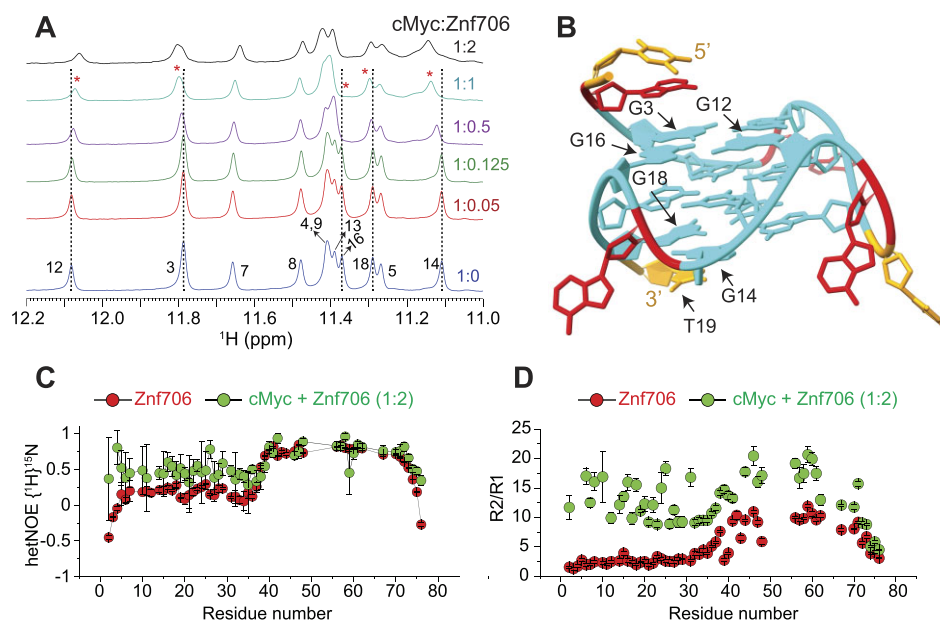 A
cMyc:Znf706
1:2
1:1
1:0.5
1:0.125
1:0.05
1:0
* * * * *
12
3
7
8
4,9
13
16
18
5
14
12.2 12.0 11.8 11.6 11.4 11.2 11.0
¹H (ppm)
B
5’
G3
G12
G16
G18
3’
G14
T19
C
Znf706
cMyc + Znf706 (1:2)
hetNOE {¹H}¹⁵N
1
0.5
0
-0.5
-1
0 20 40 60 80
Residue number
D
Znf706
cMyc + Znf706 (1:2)
R2/R1
25
20
15
10
5
0
0 10 20 30 40 50 60 70 80
Residue number